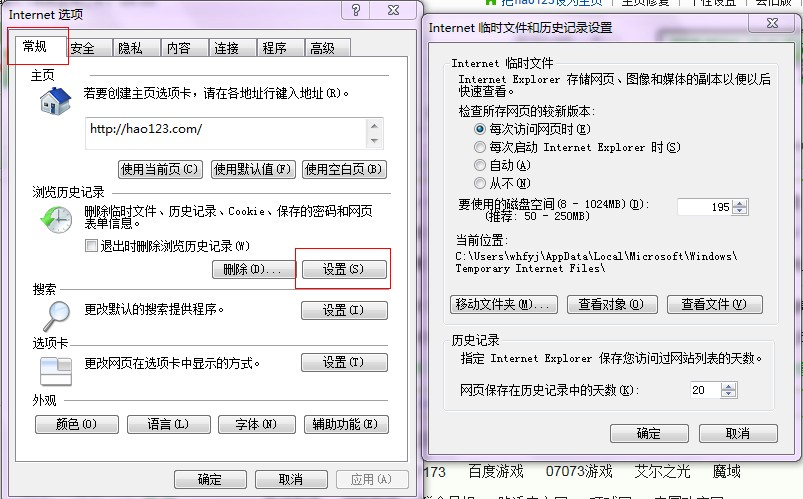 Internet 选项
常规 安全 隐私 内容 连接 程序 高级
主页
若要创建主页选项卡，请在各地址行键入地址(R)。
http://hao123.com/
使用当前页(C) 使用默认值(F) 使用空白页(B)
浏览历史记录
删除临时文件、历史记录、Cookie、保存的密码和网页
表单信息。
退出时删除浏览历史记录(W)
删除(D)... 设置(S)
搜索
更改默认的搜索提供程序。 设置(I)
选项卡
更改网页在选项卡中显示的方式。 设置(T)
外观
颜色(O) 语言(L) 字体(N) 辅助功能(E)
确定 取消 应用(A)
把hao123设为主页
主页修复
Internet 临时文件和历史记录设置
Internet 临时文件
Internet Explorer 存储网页、图像和媒体的副本以便以后
快速查看。
检查所存网页的较新版本:
每次访问网页时(E)
每次启动 Internet Explorer 时(S)
自动(A)
从不(N)
要使用的磁盘空间(8 - 1024MB)(D): 195
(推荐: 50 - 250MB)
当前位置:
C:\Users\whfyj\AppData\Local\Microsoft\Windows\
Temporary Internet Files\
移动文件夹(M)... 查看对象(O) 查看文件(V)
历史记录
指定 Internet Explorer 保存您访问过网站列表的天数。
网页保存在历史记录中的天数(K): 20
确定 取消
173 百度游戏 07073游戏 艾尔之光 魔域